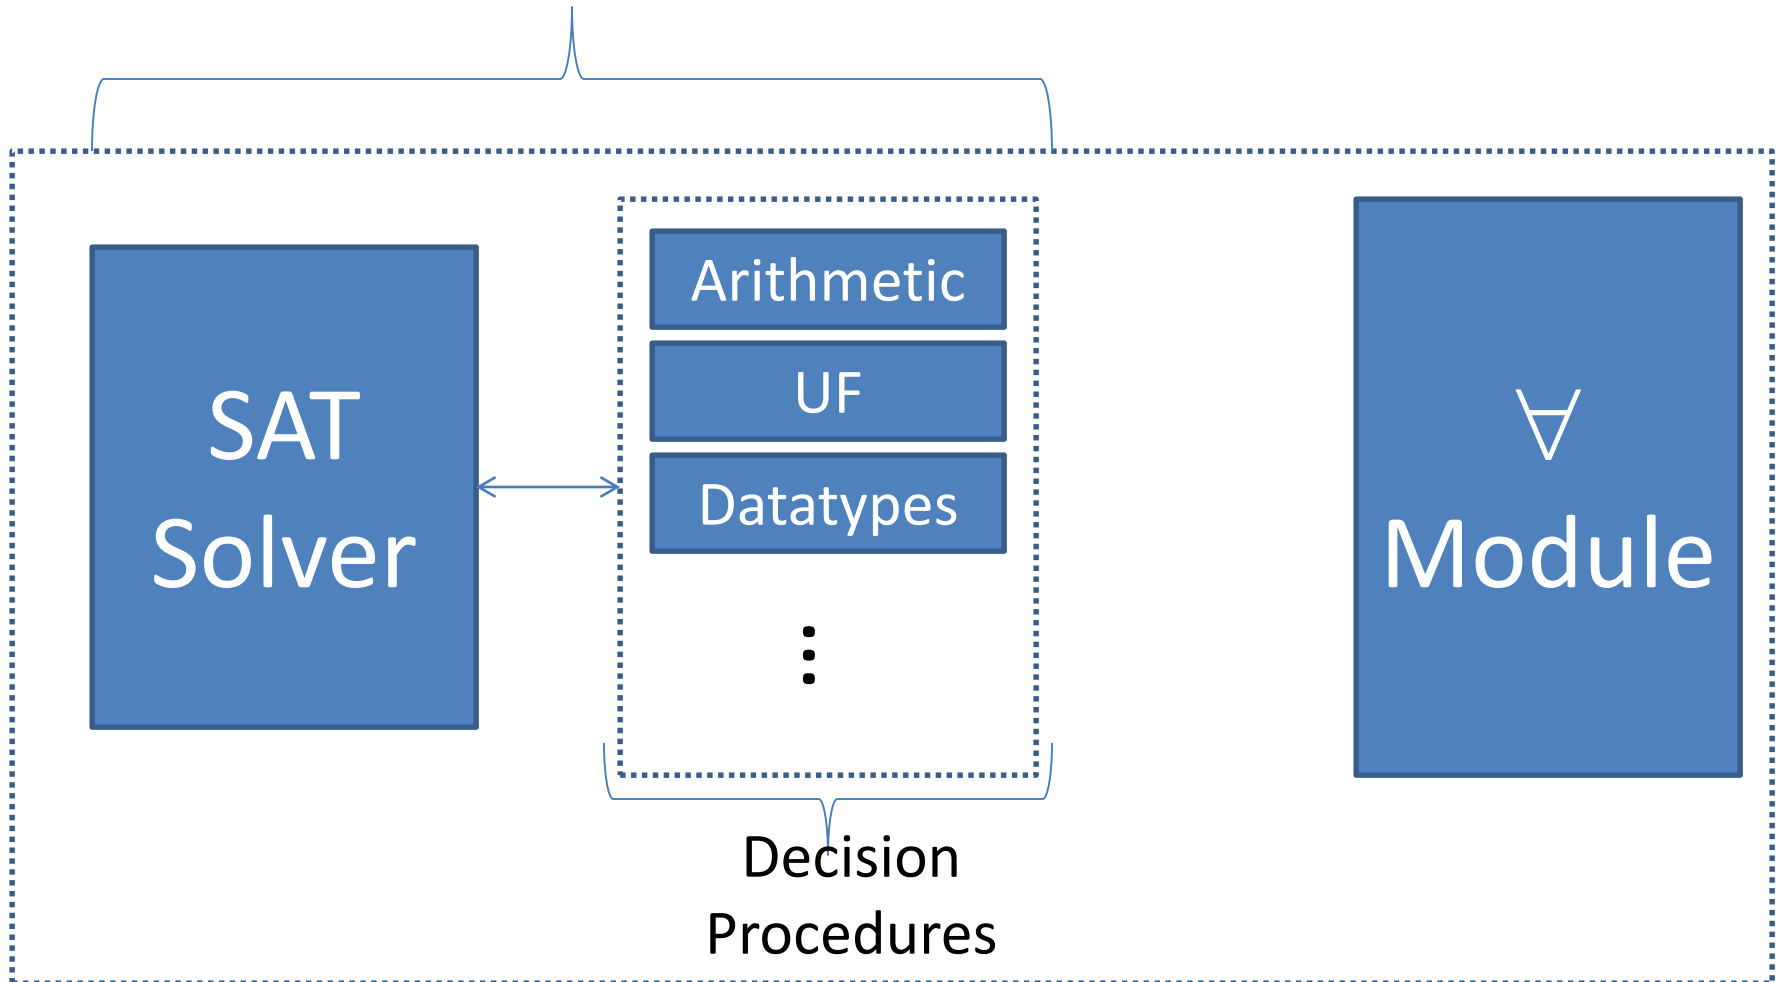 SAT
Solver
Arithmetic
UF
Datatypes
⋮
Decision
Procedures
∀
Module